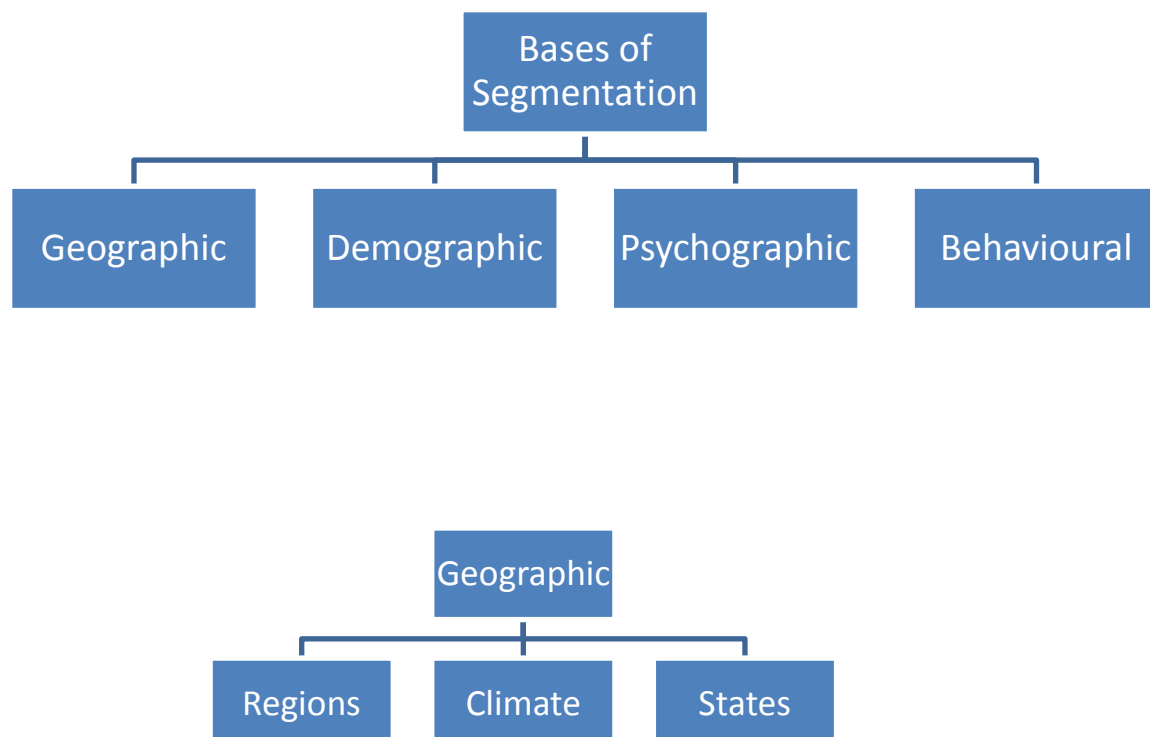 Bases of
Segmentation
Geographic
Demographic
Psychographic
Behavioural
Geographic
Regions
Climate
States